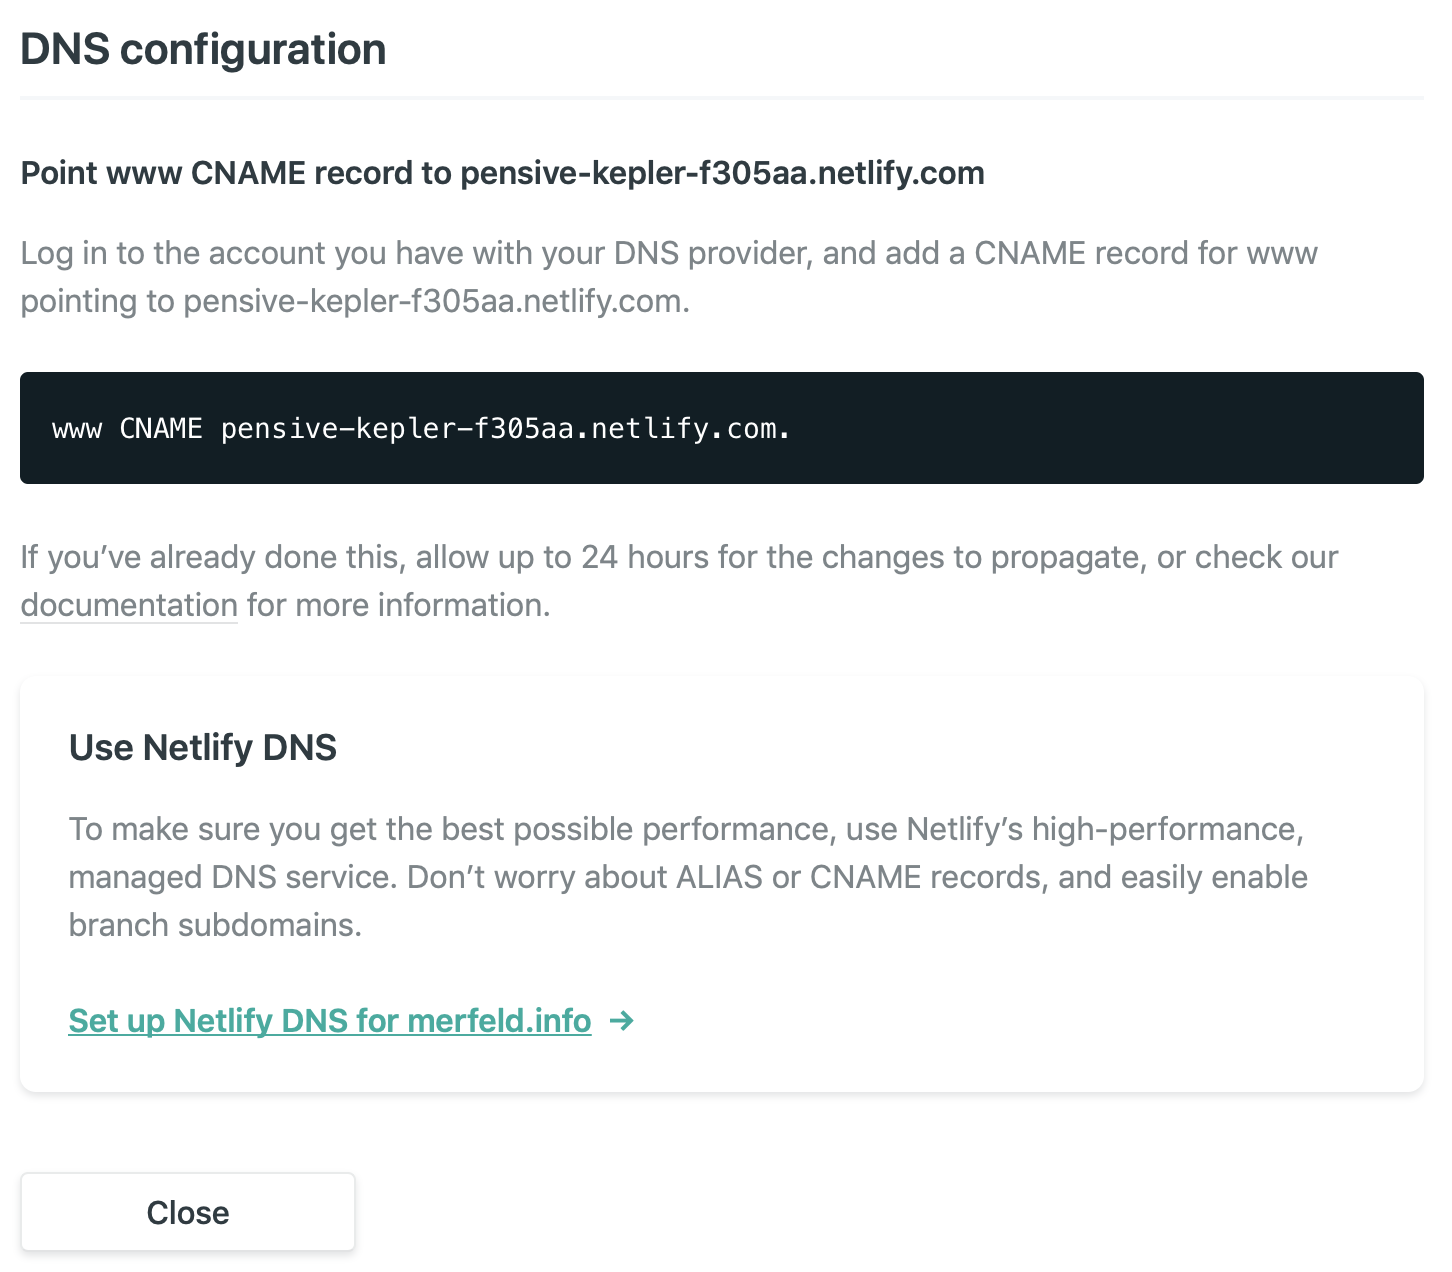 DNS configuration
Point www CNAME record to pensive-kepler-f305aa.netlify.com
Log in to the account you have with your DNS provider, and add a CNAME record for www
pointing to pensive-kepler-f305aa.netlify.com.
www CNAME pensive-kepler-f305aa.netlify.com.
If you’ve already done this, allow up to 24 hours for the changes to propagate, or check our
documentation for more information.
Use Netlify DNS
To make sure you get the best possible performance, use Netlify’s high-performance,
managed DNS service. Don’t worry about ALIAS or CNAME records, and easily enable
branch subdomains.
Set up Netlify DNS for merfeld.info →
Close